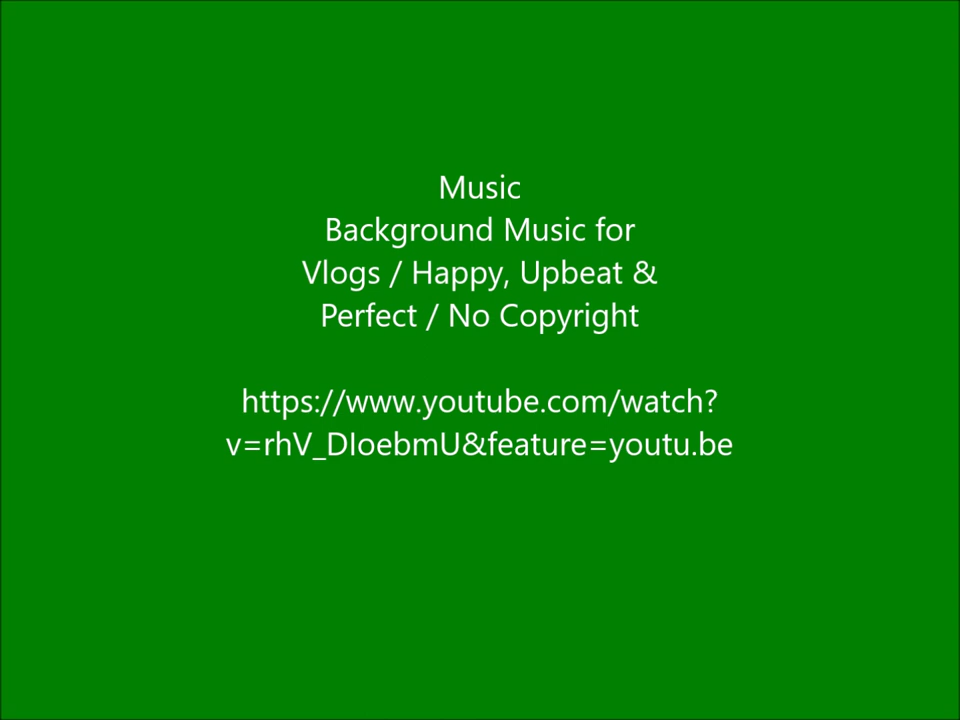 Music
Background Music for
Vlogs / Happy, Upbeat &
Perfect / No Copyright
https://www.youtube.com/watch?
v=rhV_DIoebmU&feature=youtu.be